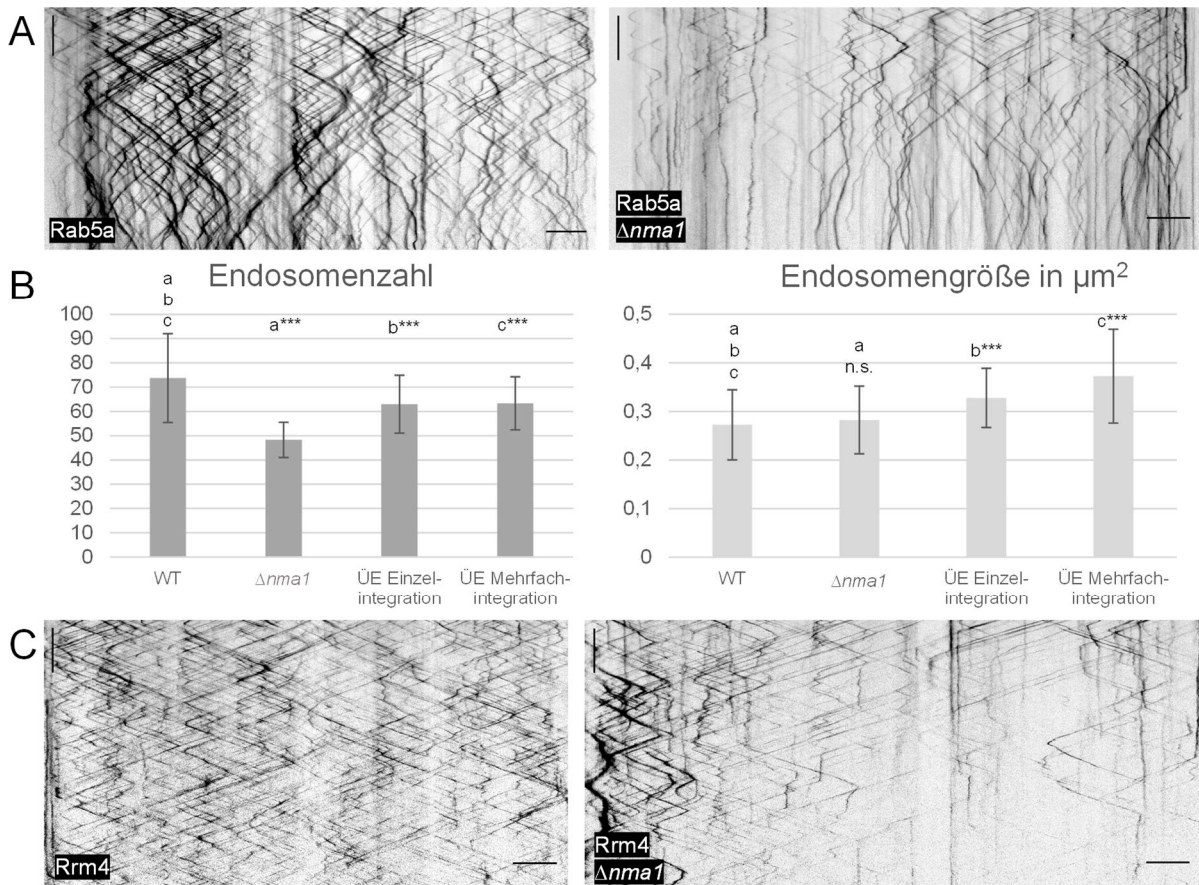 A
Rab5a
Rab5a
Δnma1
B
Endosomenzahl
100
90
80
70
60
50
40
30
20
10
0
a
b
c
a***
b***
c***
WT
Δnma1
ÜE Einzel-
integration
ÜE Mehrfach-
integration
Endosomengröße in µm²
0,5
0,4
0,3
0,2
0,1
0
a
b
c
a
n.s.
b***
c***
WT
Δnma1
ÜE Einzel-
integration
ÜE Mehrfach-
integration
C
Rrm4
Rrm4
Δnma1